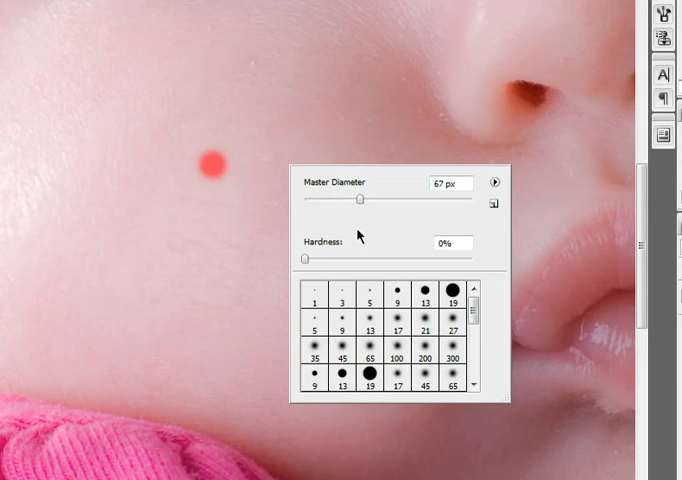 Master Diameter 67 px
Hardness: 0%
1 3 5 9 13 19
5 9 13 17 21 27
35 45 65 100 200 300
9 13 19 17 45 65
A
¶